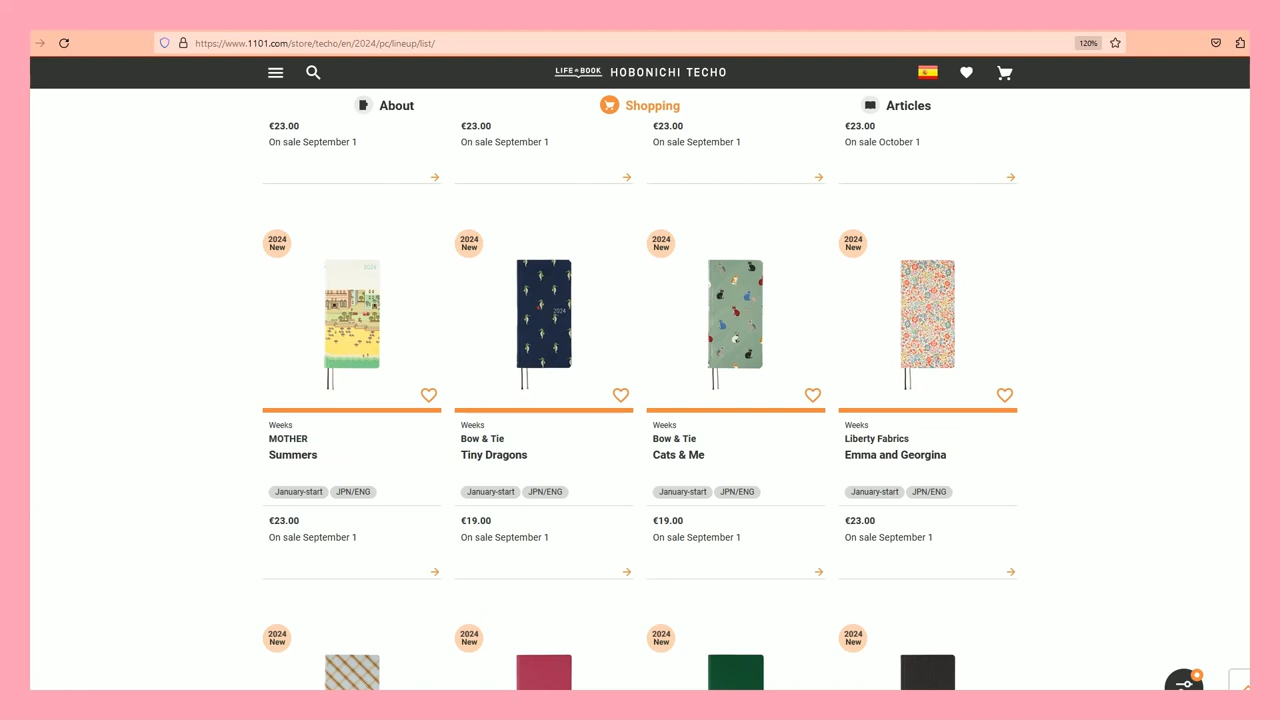 https://www.1101.com/store/techo/en/2024/pc/lineup/list/
120%
LIFE BOOK HOBONICHI TECHO
About
Shopping
Articles
€23.00
On sale September 1
€23.00
On sale September 1
€23.00
On sale September 1
€23.00
On sale October 1
2024
New
2024
New
2024
New
2024
New
2024
2024
Weeks
MOTHER
Summers
January-start JPN/ENG
€23.00
On sale September 1
Weeks
Bow & Tie
Tiny Dragons
January-start JPN/ENG
€19.00
On sale September 1
Weeks
Bow & Tie
Cats & Me
January-start JPN/ENG
€19.00
On sale September 1
Weeks
Liberty Fabrics
Emma and Georgina
January-start JPN/ENG
€23.00
On sale September 1
2024
New
2024
New
2024
New
2024
New